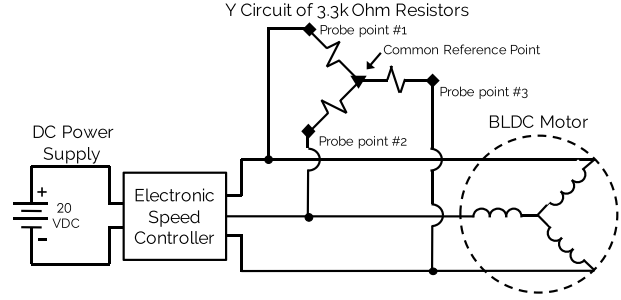 Y Circuit of 3.3k Ohm Resistors
Probe point #1
Common Reference Point
Probe point #3
Probe point #2
BLDC Motor
DC Power
Supply
+
20
VDC
-
Electronic
Speed
Controller